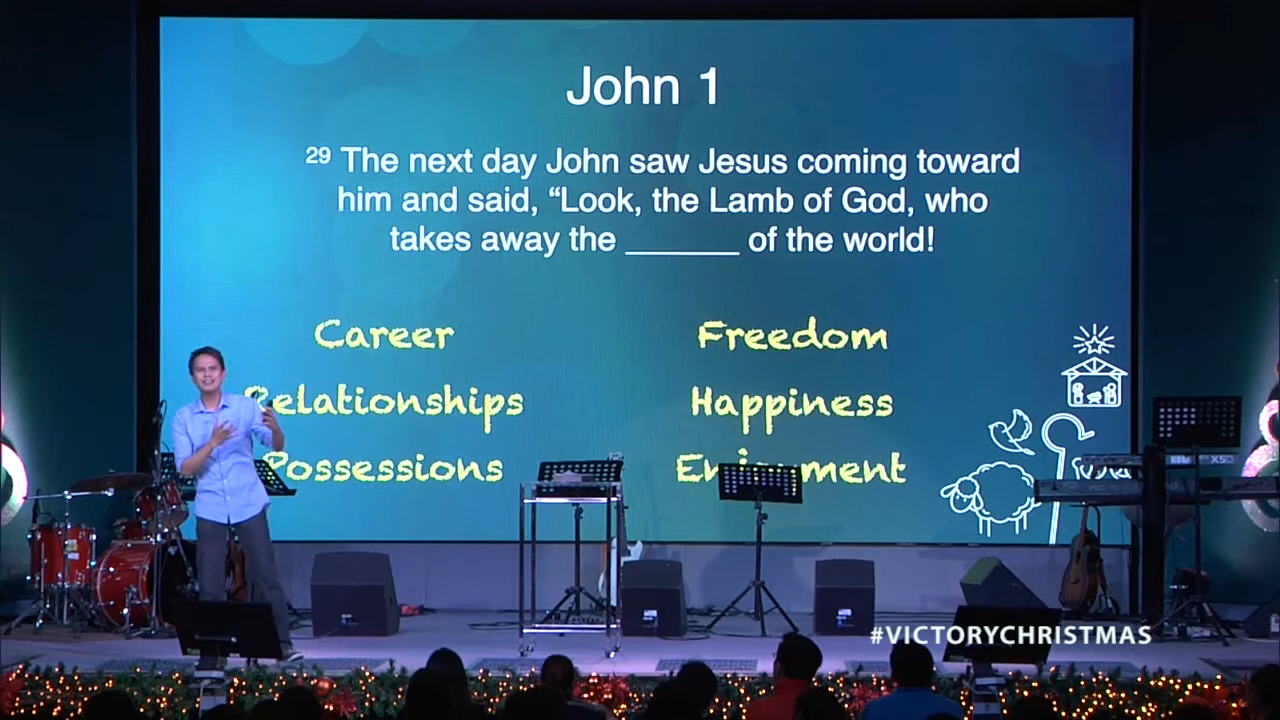 John 1
29 The next day John saw Jesus coming toward
him and said, “Look, the Lamb of God, who
takes away the _______ of the world!
Career
Freedom
Relationships
Happiness
Possessions
Enjoyment
#VICTORYCHRISTMAS